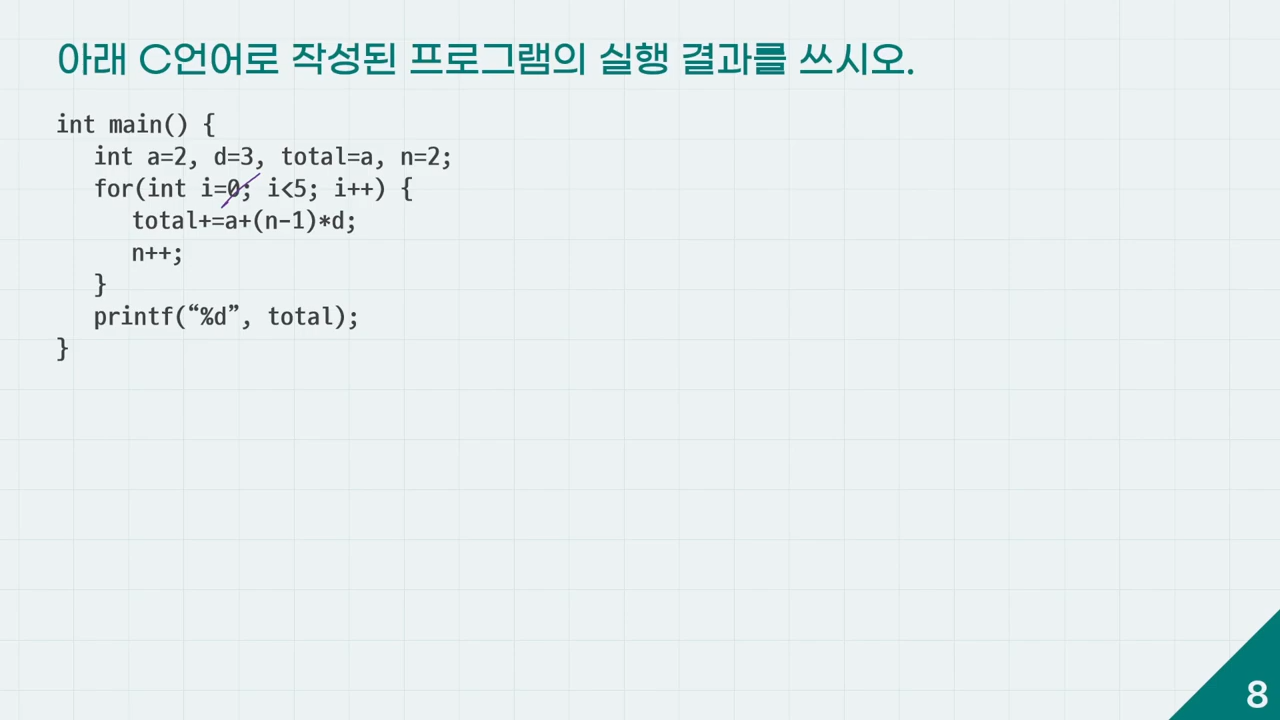 아래 C언어로 작성된 프로그램의 실행 결과를 쓰시오.
int main() {
int a=2, d=3, total=a, n=2;
for(int i=0; i<5; i++) {
total+=a+(n-1)*d;
n++;
}
printf(“%d”, total);
}
8